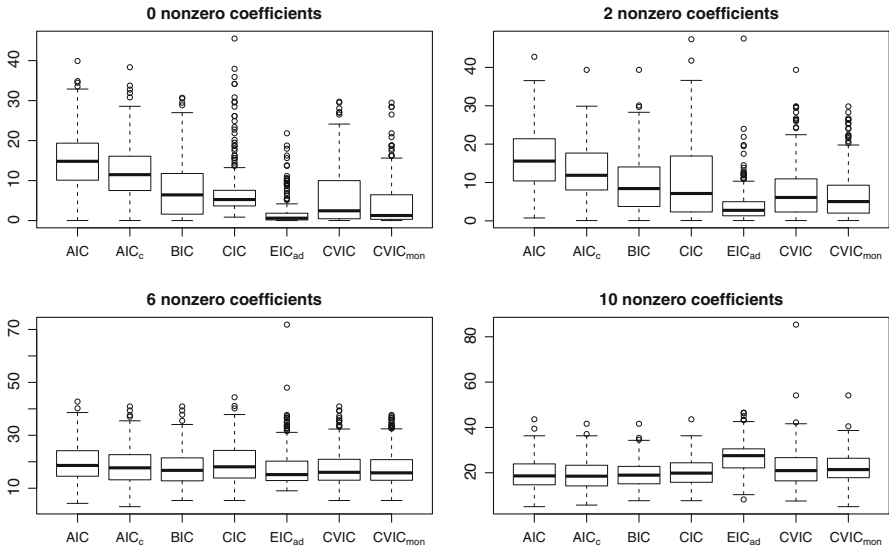 0 nonzero coefficients
40
30
20
10
0
AIC AICc BIC CIC EICad CVIC CVICmon
2 nonzero coefficients
40
30
20
10
0
AIC AICc BIC CIC EICad CVIC CVICmon
6 nonzero coefficients
70
50
30
10
AIC AICc BIC CIC EICad CVIC CVICmon
10 nonzero coefficients
80
60
40
20
AIC AICc BIC CIC EICad CVIC CVICmon